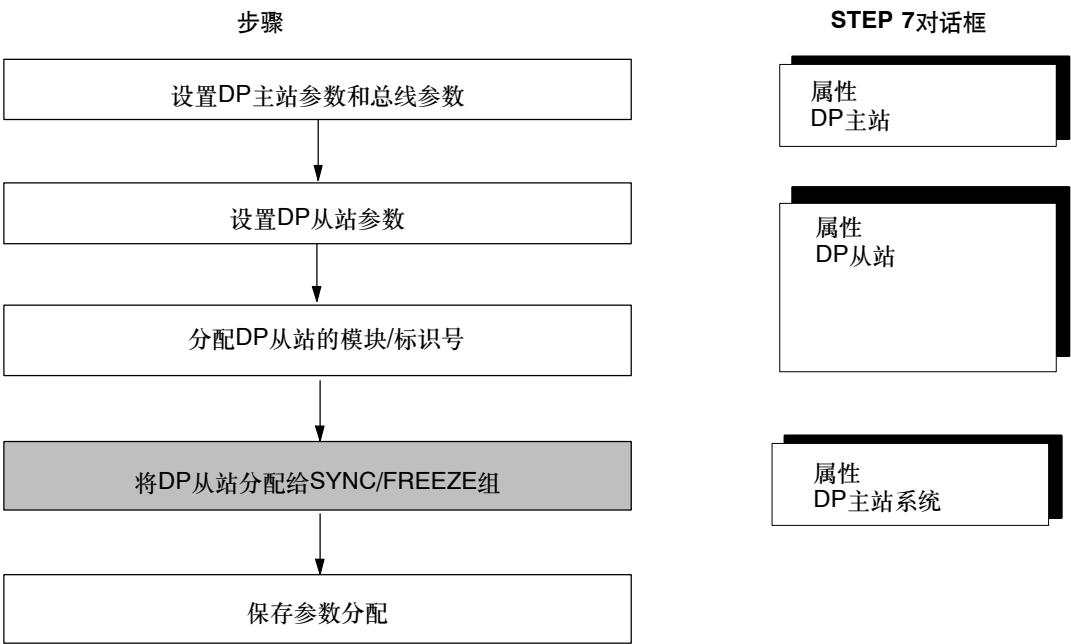 步骤
STEP 7对话框
设置DP主站参数和总线参数
属性
DP主站
设置DP从站参数
属性
DP从站
分配DP从站的模块/标识号
将DP从站分配给SYNC/FREEZE组
属性
DP主站系统
保存参数分配